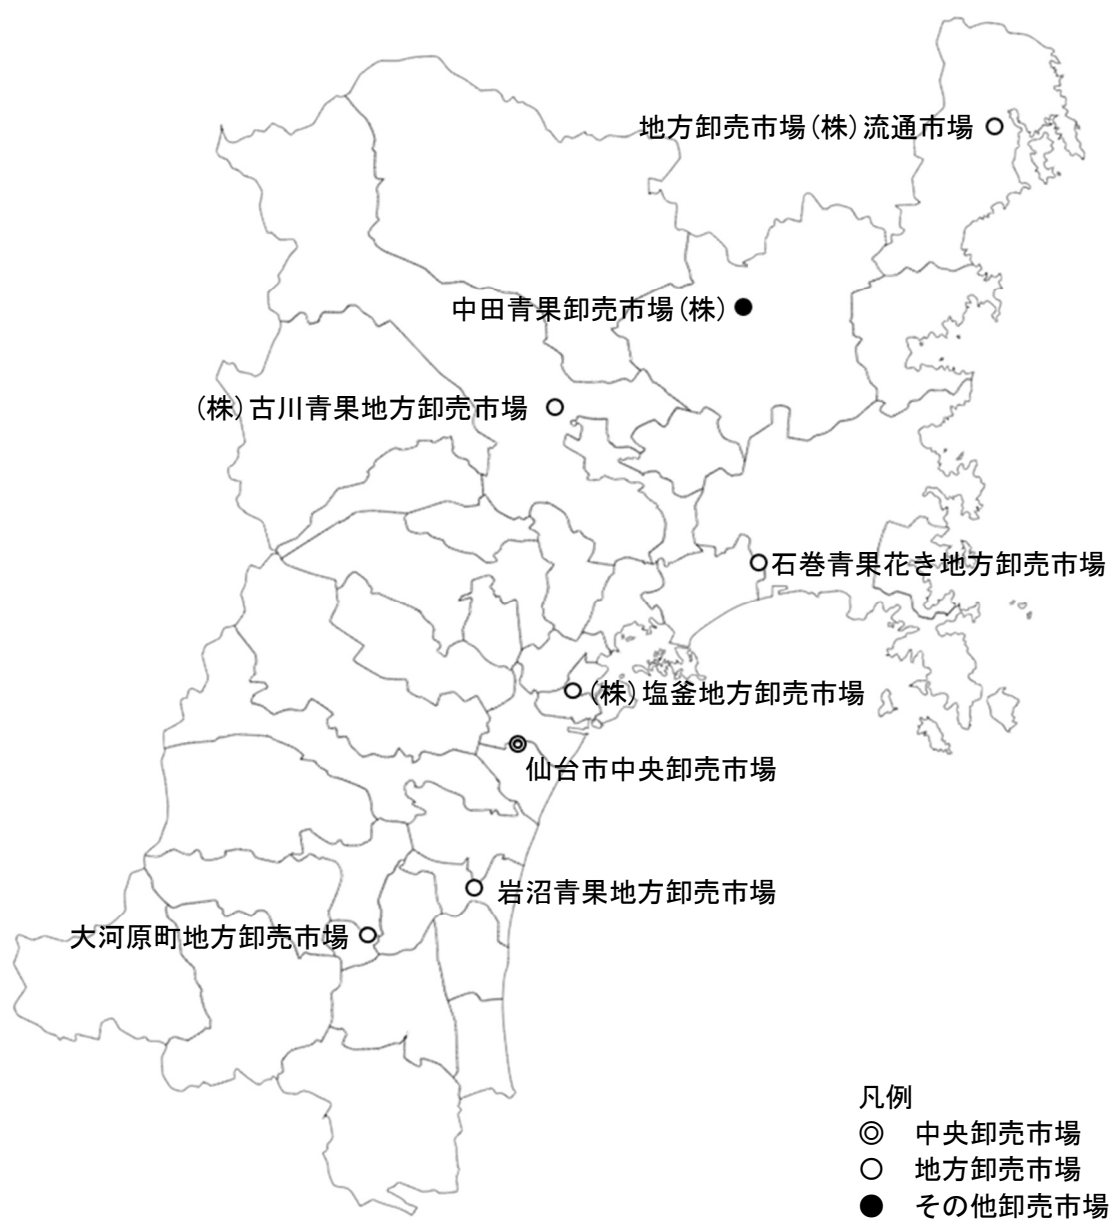 地方卸売市場(株)流通市場
中田青果卸売市場(株)
(株)古川青果地方卸売市場
石巻青果花き地方卸売市場
(株)塩釜地方卸売市場
仙台市中央卸売市場
岩沼青果地方卸売市場
大河原町地方卸売市場
凡例
◎ 中央卸売市場
○ 地方卸売市場
● その他卸売市場